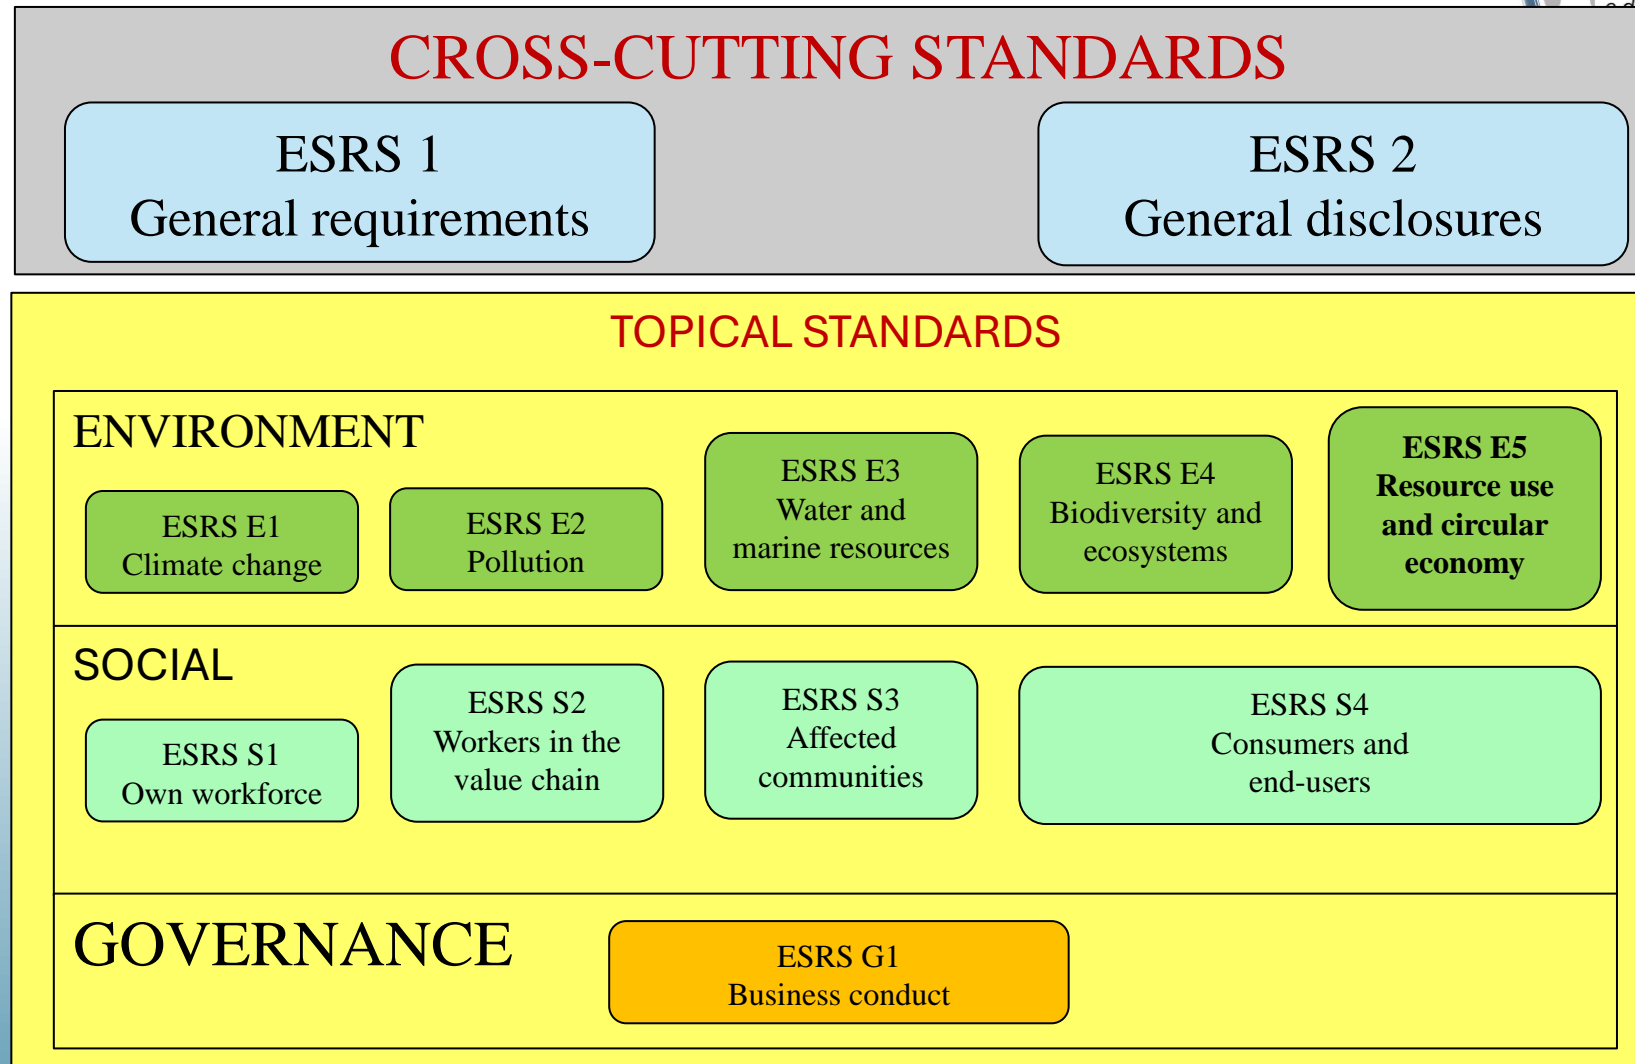 CROSS-CUTTING STANDARDS
ESRS 1
General requirements
ESRS 2
General disclosures
TOPICAL STANDARDS
ENVIRONMENT
ESRS E1
Climate change
ESRS E2
Pollution
ESRS E3
Water and
marine resources
ESRS E4
Biodiversity and
ecosystems
ESRS E5
Resource use
and circular
economy
SOCIAL
ESRS S1
Own workforce
ESRS S2
Workers in the
value chain
ESRS S3
Affected
communities
ESRS S4
Consumers and
end-users
GOVERNANCE
ESRS G1
Business conduct